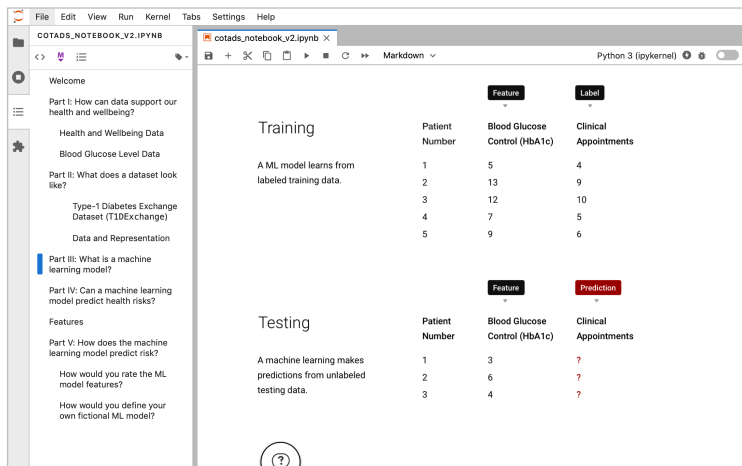 File Edit View Run Kernel Tabs Settings Help
COTADS_NOTEBOOK_V2.IPYNB
cotads_notebook_v2.ipynb
Markdown
Python 3 (ipykernel)
Welcome
Part I: How can data support our
health and wellbeing?
Health and Wellbeing Data
Blood Glucose Level Data
Part II: What does a dataset look
like?
Type-1 Diabetes Exchange
Dataset (T1DExchange)
Data and Representation
Part III: What is a machine
learning model?
Part IV: Can a machine learning
model predict health risks?
Features
Part V: How does the machine
learning model predict risk?
How would you rate the ML
model features?
How would you define your
own fictional ML model?
Feature Label
Training
A ML model learns from
labeled training data.
Patient Blood Glucose Clinical
Number Control (HbA1c) Appointments
1 5 4
2 13 9
3 12 10
4 7 5
5 9 6
Feature Prediction
Testing
A machine learning makes
predictions from unlabeled
testing data.
Patient Blood Glucose Clinical
Number Control (HbA1c) Appointments
1 3 ?
2 6 ?
3 4 ?
?